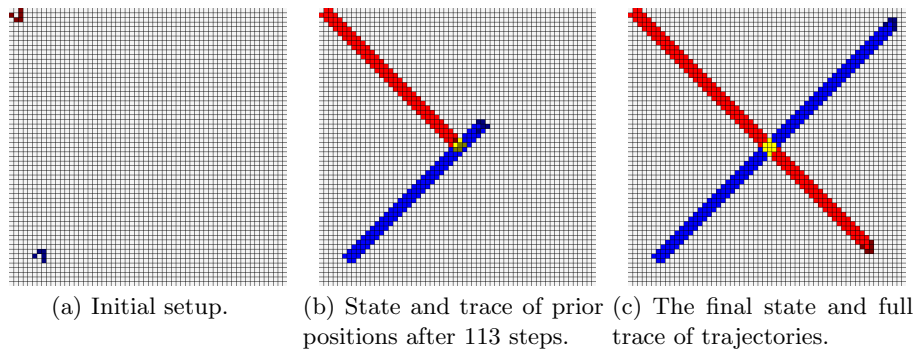 (a) Initial setup.
(b) State and trace of prior
positions after 113 steps.
(c) The final state and full
trace of trajectories.